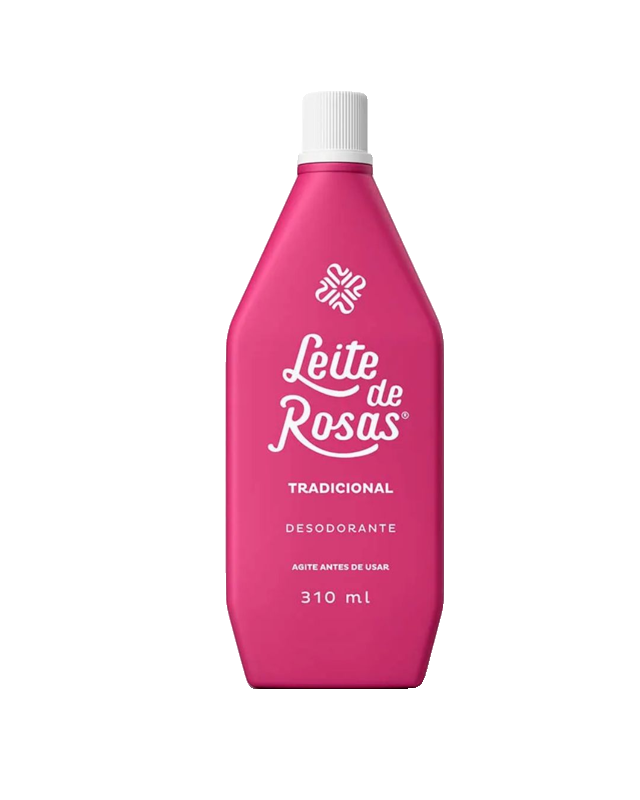 Leite
de
Rosas®
TRADICIONAL
DESODORANTE
AGITE ANTES DE USAR
310 ml